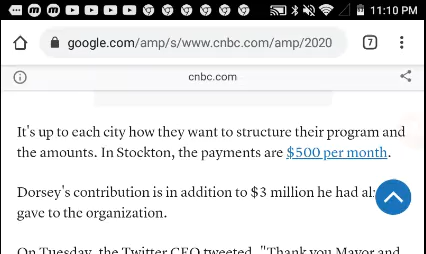 11:10 PM
google.com/amp/s/www.cnbc.com/amp/2020
7
cnbc.com
It's up to each city how they want to structure their program and
the amounts. In Stockton, the payments are $500 per month.
Dorsey's contribution is in addition to $3 million he had
gave to the organization.
On Tuesday, the Twitter CEO tweeted, "Thank you Mayor and